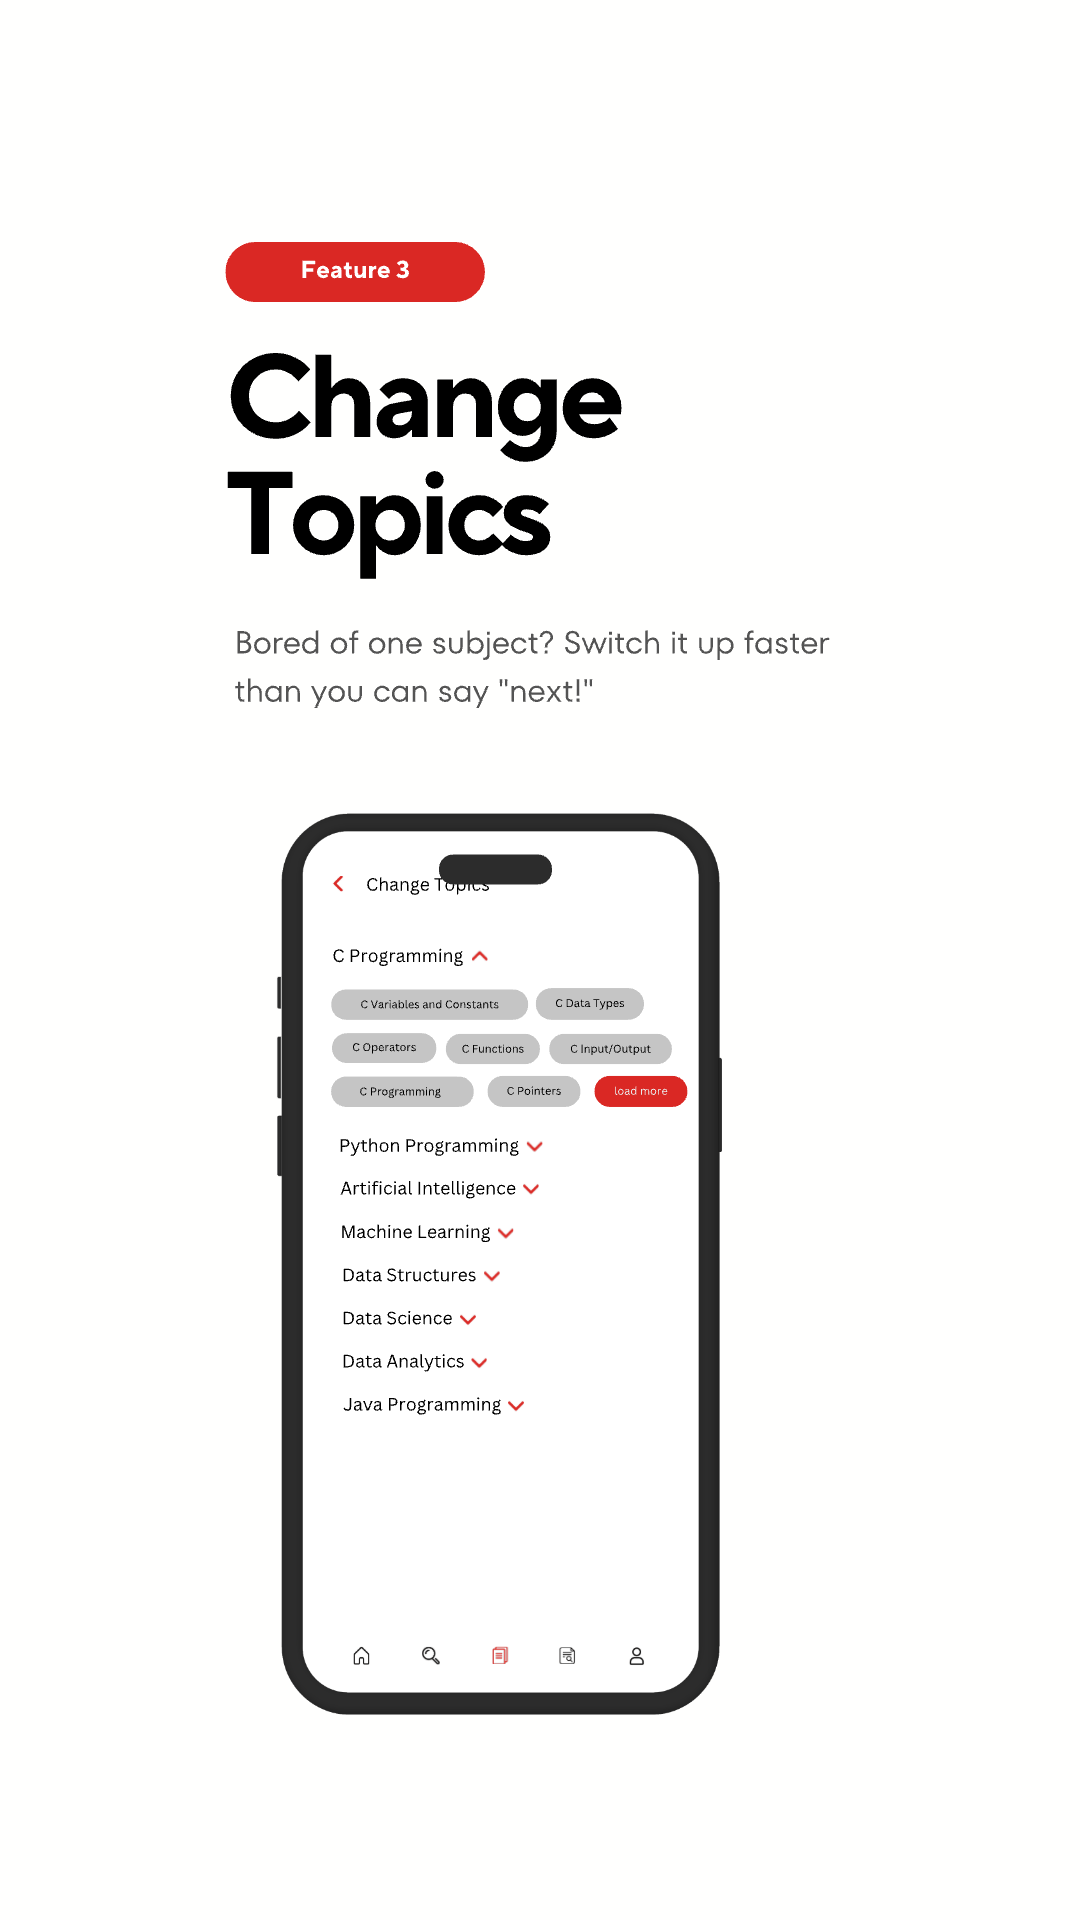 Feature 3
Change
Topics
Bored of one subject? Switch it up faster
than you can say "next!"
Change Topics
C Programming
C Variables and Constants
C Data Types
C Operators
C Functions
C Input/Output
C Programming
C Pointers
load more
Python Programming
Artificial Intelligence
Machine Learning
Data Structures
Data Science
Data Analytics
Java Programming